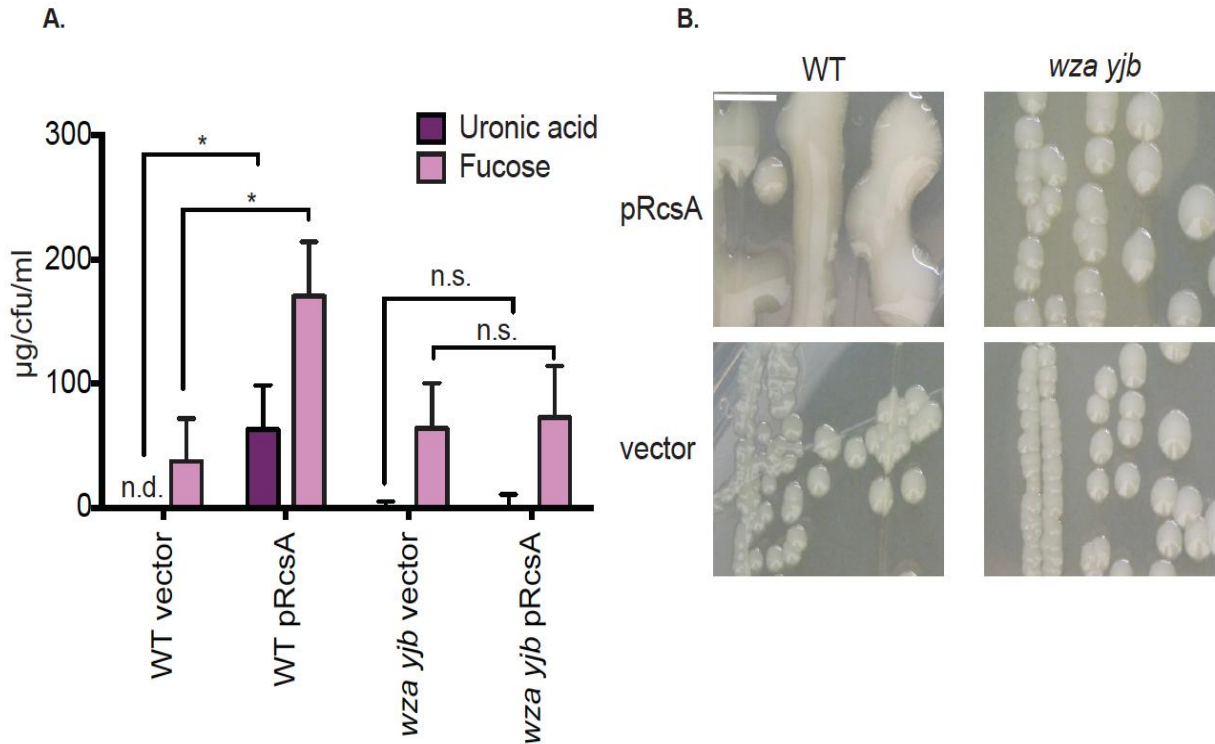 A.
300
200
100
0
µg/cfu/ml
Uronic acid
Fucose
*
*
n.s.
n.s.
n.d.
WT vector
WT pRcsA
wza yjb vector
wza yjb pRcsA
B.
WT
wza yjb
pRcsA
vector